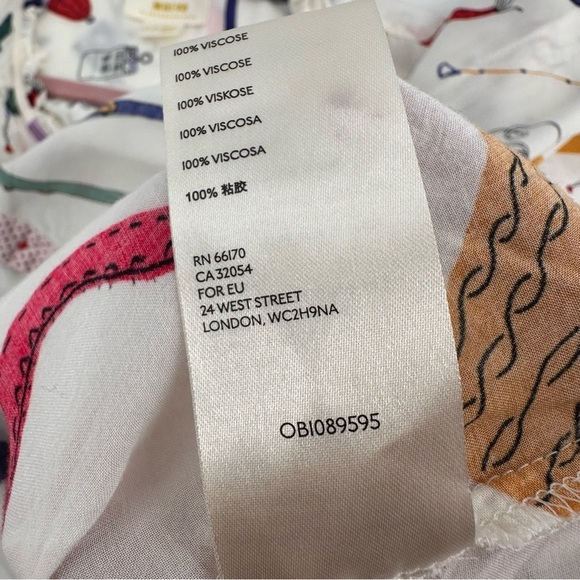 100% VISCOSE
100% VISCOSE
100% VISKOSE
100% VISCOSA
100% VISCOSA
100% 粘胶
RN 66170
CA 32054
FOR EU
24 WEST STREET
LONDON, WC2H9NA
OB1089595